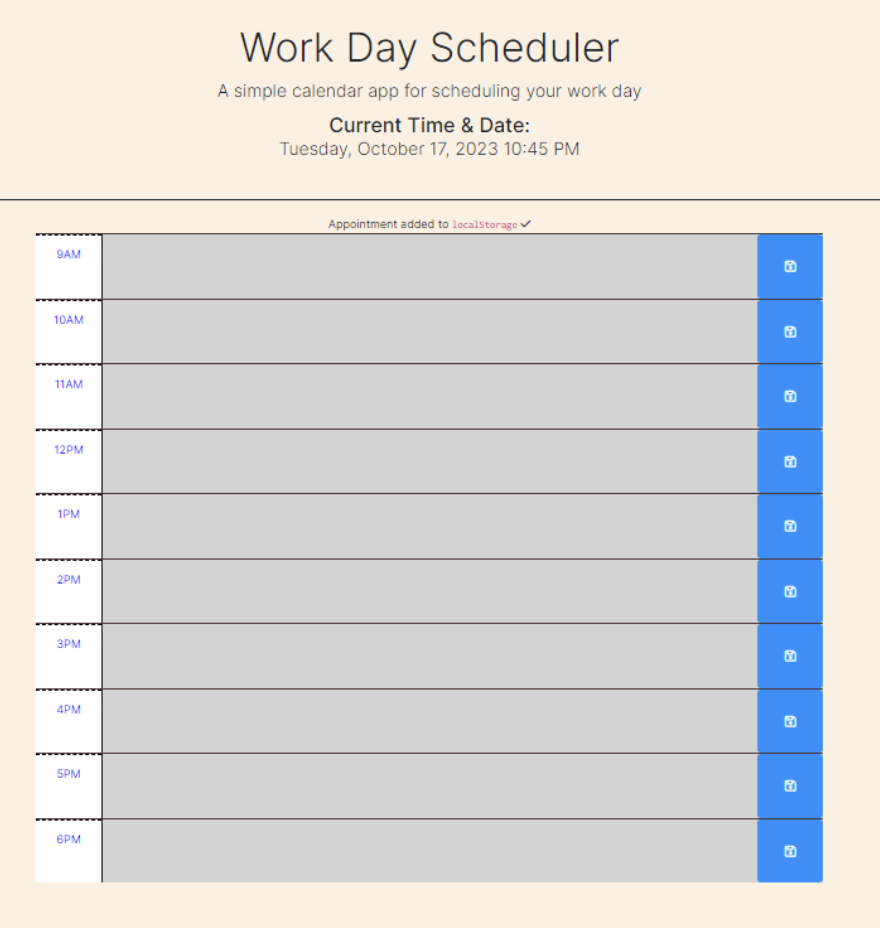 Work Day Scheduler
A simple calendar app for scheduling your work day
Current Time & Date:
Tuesday, October 17, 2023 10:45 PM
Appointment added to localStorage ✓
9AM
10AM
11AM
12PM
1PM
2PM
3PM
4PM
5PM
6PM